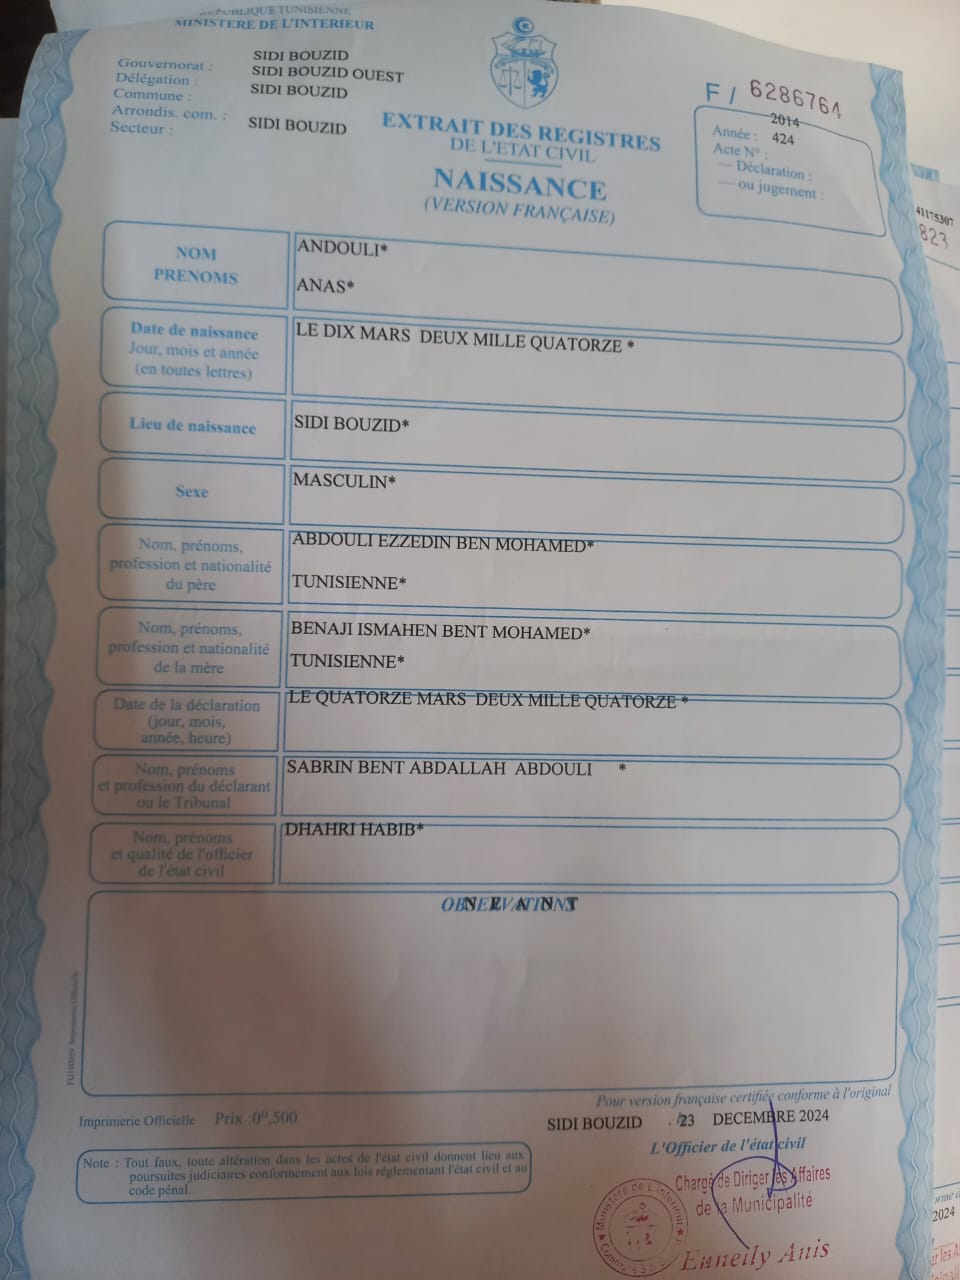 REPUBLIQUE TUNISIENNE
MINISTERE DE L'INTERIEUR
Gouvernorat : SIDI BOUZID
Délégation : SIDI BOUZID OUEST
Commune : SIDI BOUZID
Arrondis. com. :
Secteur : SIDI BOUZID
EXTRAIT DES REGISTRES
DE L'ETAT CIVIL
NAISSANCE
(VERSION FRANÇAISE)
F / 6286764
Année : 2014
Acte N° : 424
— Déclaration :
— ou jugement :
41175307
823
NOM
PRENOMS
ANDOULI*
ANAS*
Date de naissance
Jour, mois et année
(en toutes lettres)
LE DIX MARS DEUX MILLE QUATORZE *
Lieu de naissance
SIDI BOUZID*
Sexe
MASCULIN*
Nom, prénoms,
profession et nationalité
du père
ABDOULI EZZEDIN BEN MOHAMED*
TUNISIENNE*
Nom, prénoms,
profession et nationalité
de la mère
BENAJI ISMAHEN BENT MOHAMED*
TUNISIENNE*
Date de la déclaration
(jour, mois,
année, heure)
LE QUATORZE MARS DEUX MILLE QUATORZE *
Nom, prénoms
et profession du déclarant
ou le Tribunal
SABRIN BENT ABDALLAH ABDOULI *
Nom, prénoms
et qualité de l'officier
de l'état civil
DHAHRI HABIB*
OBSERVATIONS
N E A N T
Imprimerie Officielle Prix :0ᴰ,500
Pour version française certifiée conforme à l'original
SIDI BOUZID 23 DECEMBRE 2024
L'Officier de l'état civil
Note : Tout faux, toute altération dans les actes de l'état civil donnent lieu aux
poursuites judiciaires conformement aux lois réglementant l'état civil et au
code pénal.
Chargé de Diriger les Affaires
de la Municipalité
Ministère de L'Intérieur
Enneily Anis
2024